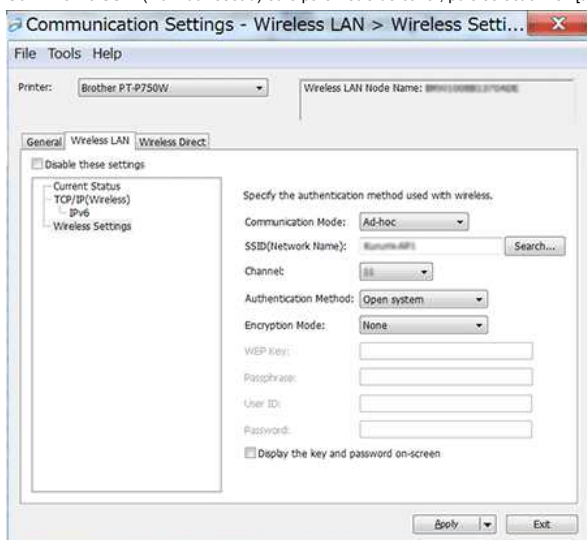 Communication Settings - Wireless LAN > Wireless Setti...
File Tools Help
Printer: Brother PT-P750W
Wireless LAN Node Name:
General Wireless LAN Wireless Direct
Disable these settings
Current Status
TCP/IP(Wireless)
IPv6
Wireless Settings
Specify the authentication method used with wireless.
Communication Mode: Ad-hoc
SSID(Network Name): Search...
Channel: 11
Authentication Method: Open system
Encryption Mode: None
WEP Key:
Passphrase:
User ID:
Password:
Display the key and password on-screen
Apply Exit